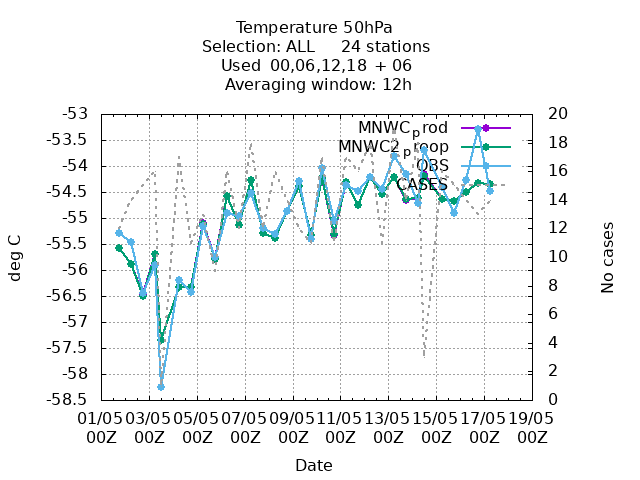 Temperature 50hPa
Selection: ALL 24 stations
Used 00,06,12,18 + 06
Averaging window: 12h
-53
-53.5
-54
-54.5
-55
-55.5
-56
-56.5
-57
-57.5
-58
-58.5
deg C
MNWCprod
MNWC2proop
OBS
CASES
20
18
16
14
12
10
8
6
4
2
0
No cases
01/05 03/05 05/05 07/05 09/05 11/05 13/05 15/05 17/05 19/05
00Z 00Z 00Z 00Z 00Z 00Z 00Z 00Z 00Z 00Z
Date